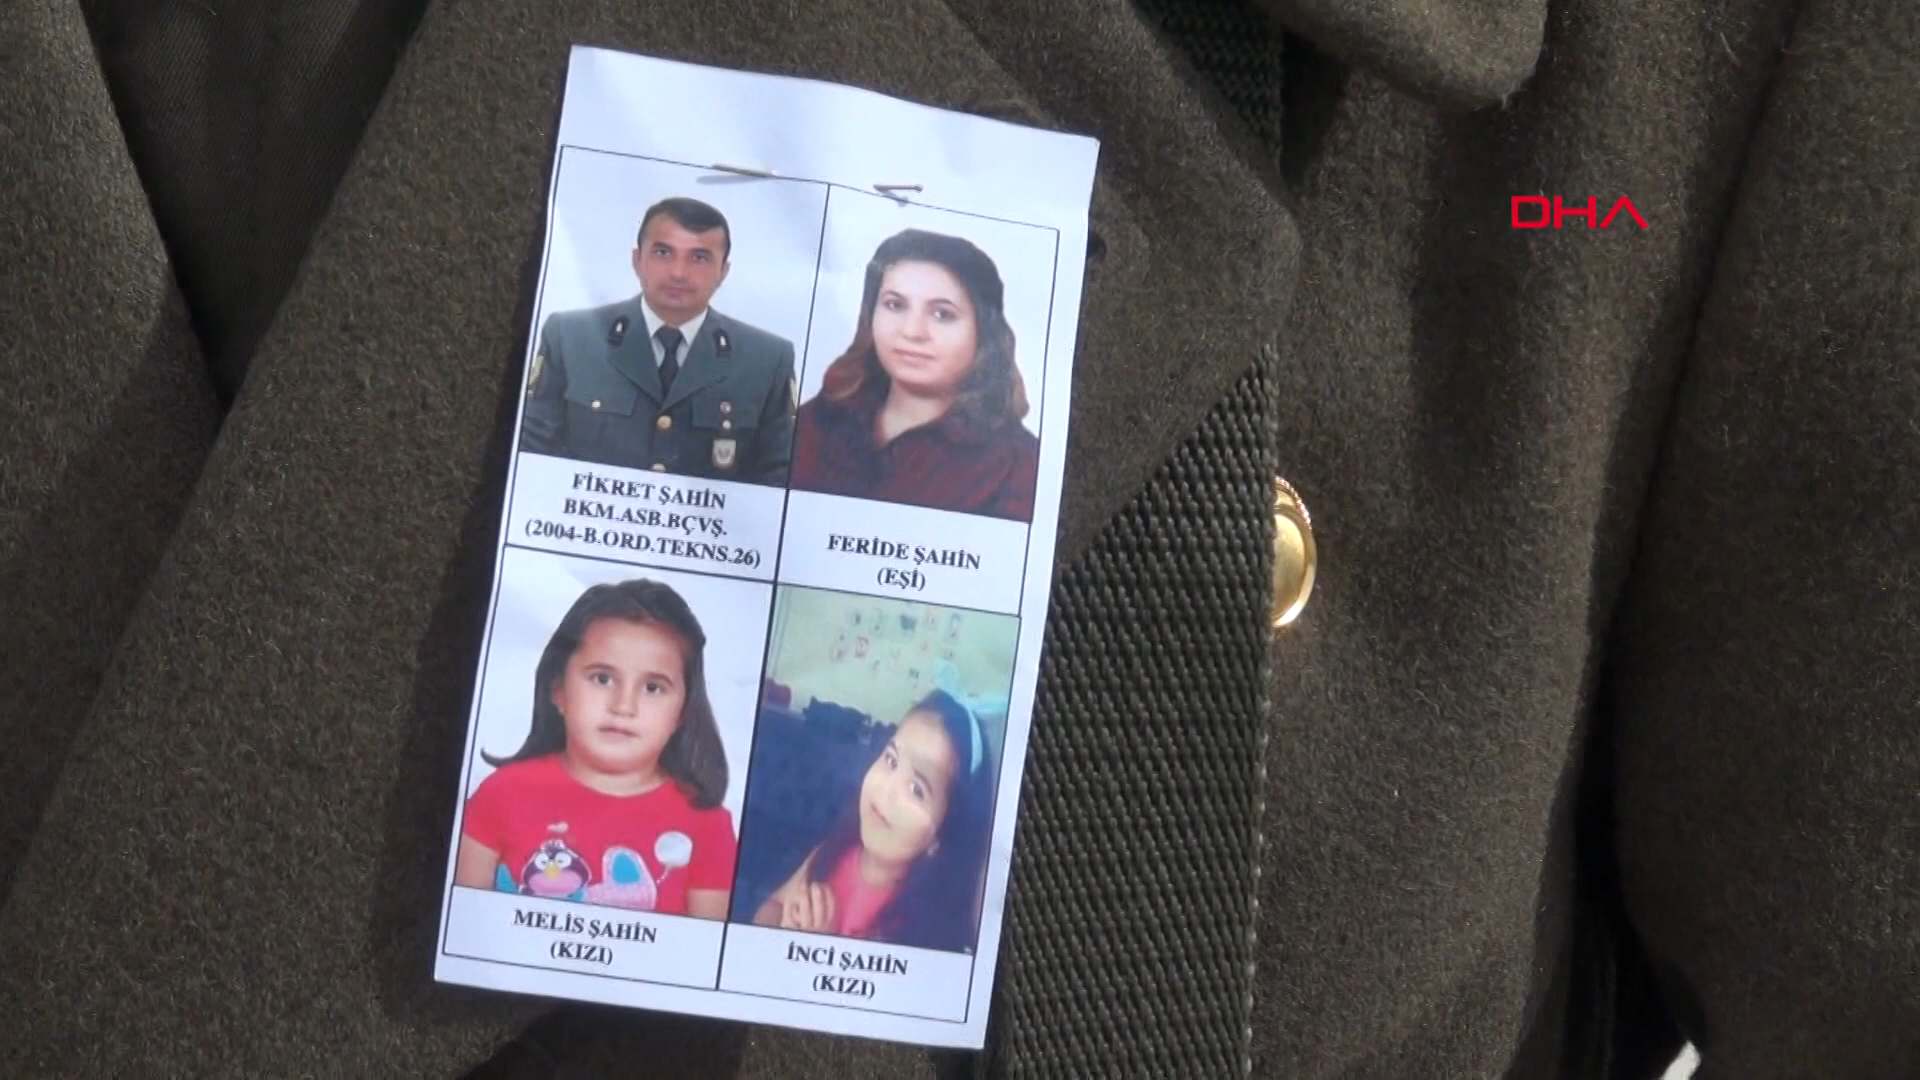 DHA
FİKRET ŞAHİN
BKM.ASB.BÇVŞ.
(2004-B.ORD.TEKNS.26)
FERİDE ŞAHİN
(EŞİ)
MELİS ŞAHİN
(KIZI)
İNCİ ŞAHİN
(KIZI)